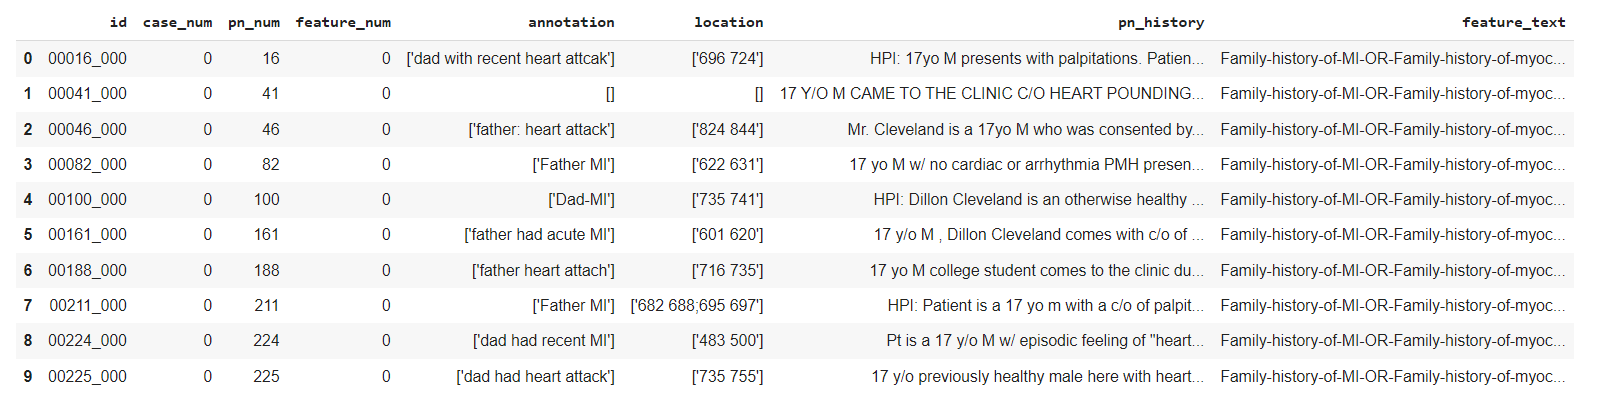 id case_num pn_num feature_num annotation location pn_history feature_text
0 00016_000 0 16 0 ['dad with recent heart attcak'] ['696 724'] HPI: 17yo M presents with palpitations. Patien... Family-history-of-MI-OR-Family-history-of-myoc...
1 00041_000 0 41 0 [] [] 17 Y/O M CAME TO THE CLINIC C/O HEART POUNDING... Family-history-of-MI-OR-Family-history-of-myoc...
2 00046_000 0 46 0 ['father: heart attack'] ['824 844'] Mr. Cleveland is a 17yo M who was consented by... Family-history-of-MI-OR-Family-history-of-myoc...
3 00082_000 0 82 0 ['Father MI'] ['622 631'] 17 yo M w/ no cardiac or arrhythmia PMH presen... Family-history-of-MI-OR-Family-history-of-myoc...
4 00100_000 0 100 0 ['Dad-MI'] ['735 741'] HPI: Dillon Cleveland is an otherwise healthy ... Family-history-of-MI-OR-Family-history-of-myoc...
5 00161_000 0 161 0 ['father had acute MI'] ['601 620'] 17 y/o M , Dillon Cleveland comes with c/o of ... Family-history-of-MI-OR-Family-history-of-myoc...
6 00188_000 0 188 0 ['father heart attach'] ['716 735'] 17 yo M college student comes to the clinic du... Family-history-of-MI-OR-Family-history-of-myoc...
7 00211_000 0 211 0 ['Father MI'] ['682 688;695 697'] HPI: Patient is a 17 yo m with a c/o of palpit... Family-history-of-MI-OR-Family-history-of-myoc...
8 00224_000 0 224 0 ['dad had recent MI'] ['483 500'] Pt is a 17 y/o M w/ episodic feeling of "heart... Family-history-of-MI-OR-Family-history-of-myoc...
9 00225_000 0 225 0 ['dad had heart attack'] ['735 755'] 17 y/o previously healthy male here with heart... Family-history-of-MI-OR-Family-history-of-myoc...